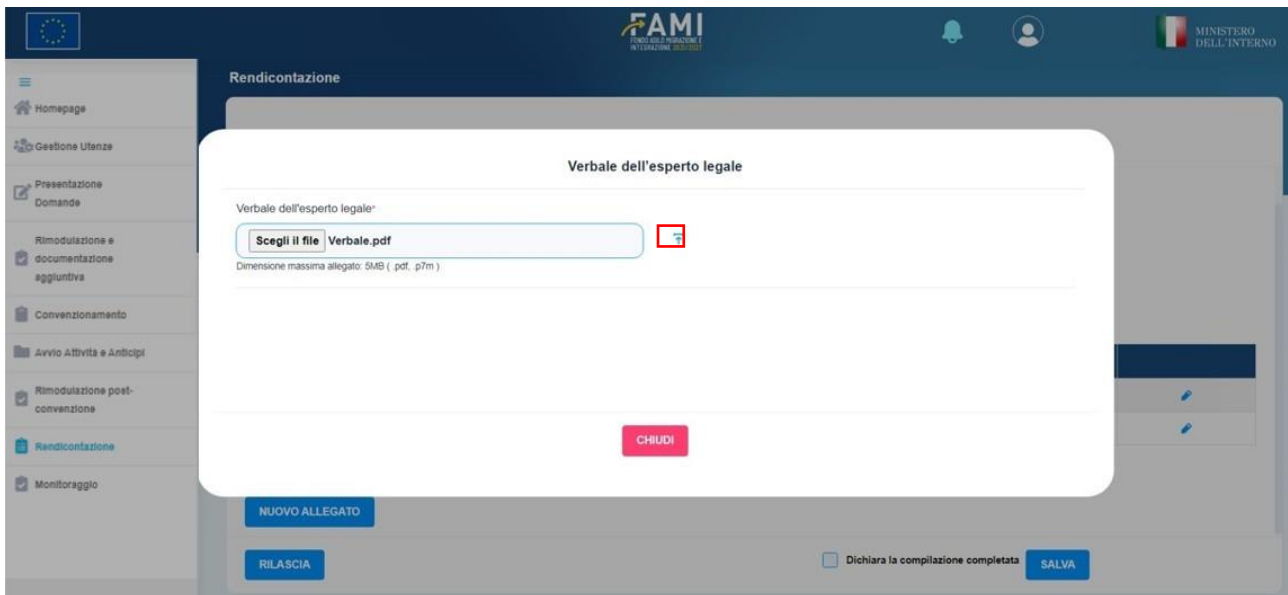 FAMI
FONDO ASILO MIGRAZIONE E
INTEGRAZIONE 2021/2027
MINISTERO
DELL'INTERNO
Rendicontazione
Homepage
Gestione Utenze
Presentazione
Domande
Rimodulazione e
documentazione
aggiuntiva
Convenzionamento
Avvio Attività e Anticipi
Rimodulazione post-
convenzione
Rendicontazione
Monitoraggio
Verbale dell'esperto legale
Verbale dell'esperto legale*
Scegli il file Verbale.pdf
Dimensione massima allegato: 5MB ( .pdf, .p7m )
CHIUDI
NUOVO ALLEGATO
RILASCIA
Dichiara la compilazione completata
SALVA